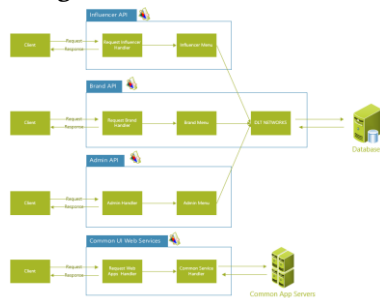 Influencer API
Client
Request
Response
Request Influencer
Handler
Influencer Menu
Brand API
Client
Request
Response
Request Brand
Handler
Brand Menu
DLT NETWORKS
Database
Admin API
Client
Request
Response
Admin Handler
Admin Menu
Common UI Web Services
Client
Request
Response
Request Web
Apps Handler
Common Service
Handler
Common App Servers